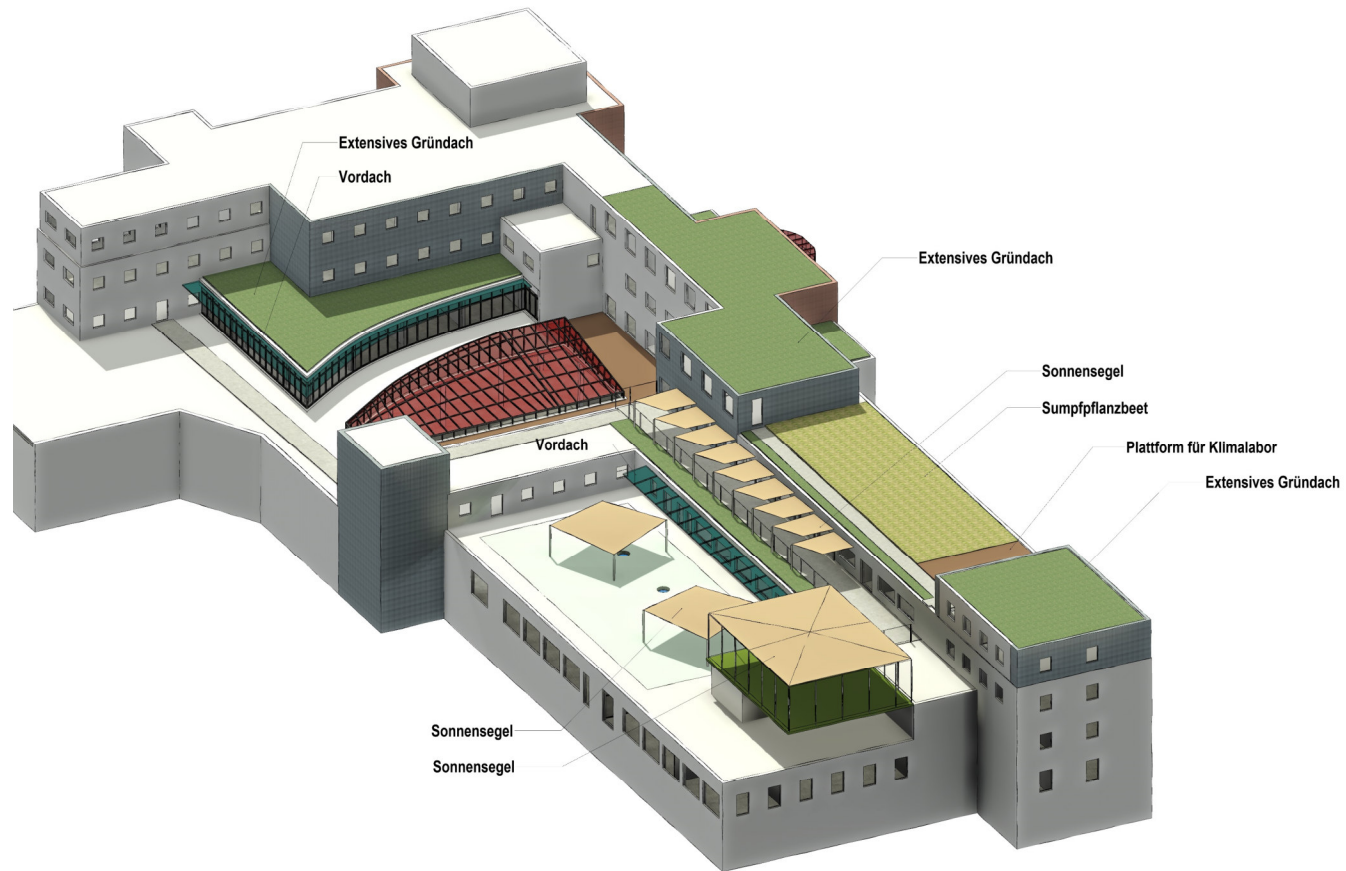 Extensives Gründach
Vordach
Extensives Gründach
Sonnensegel
Sumpfpflanzbeet
Vordach
Plattform für Klimalabor
Extensives Gründach
Sonnensegel
Sonnensegel